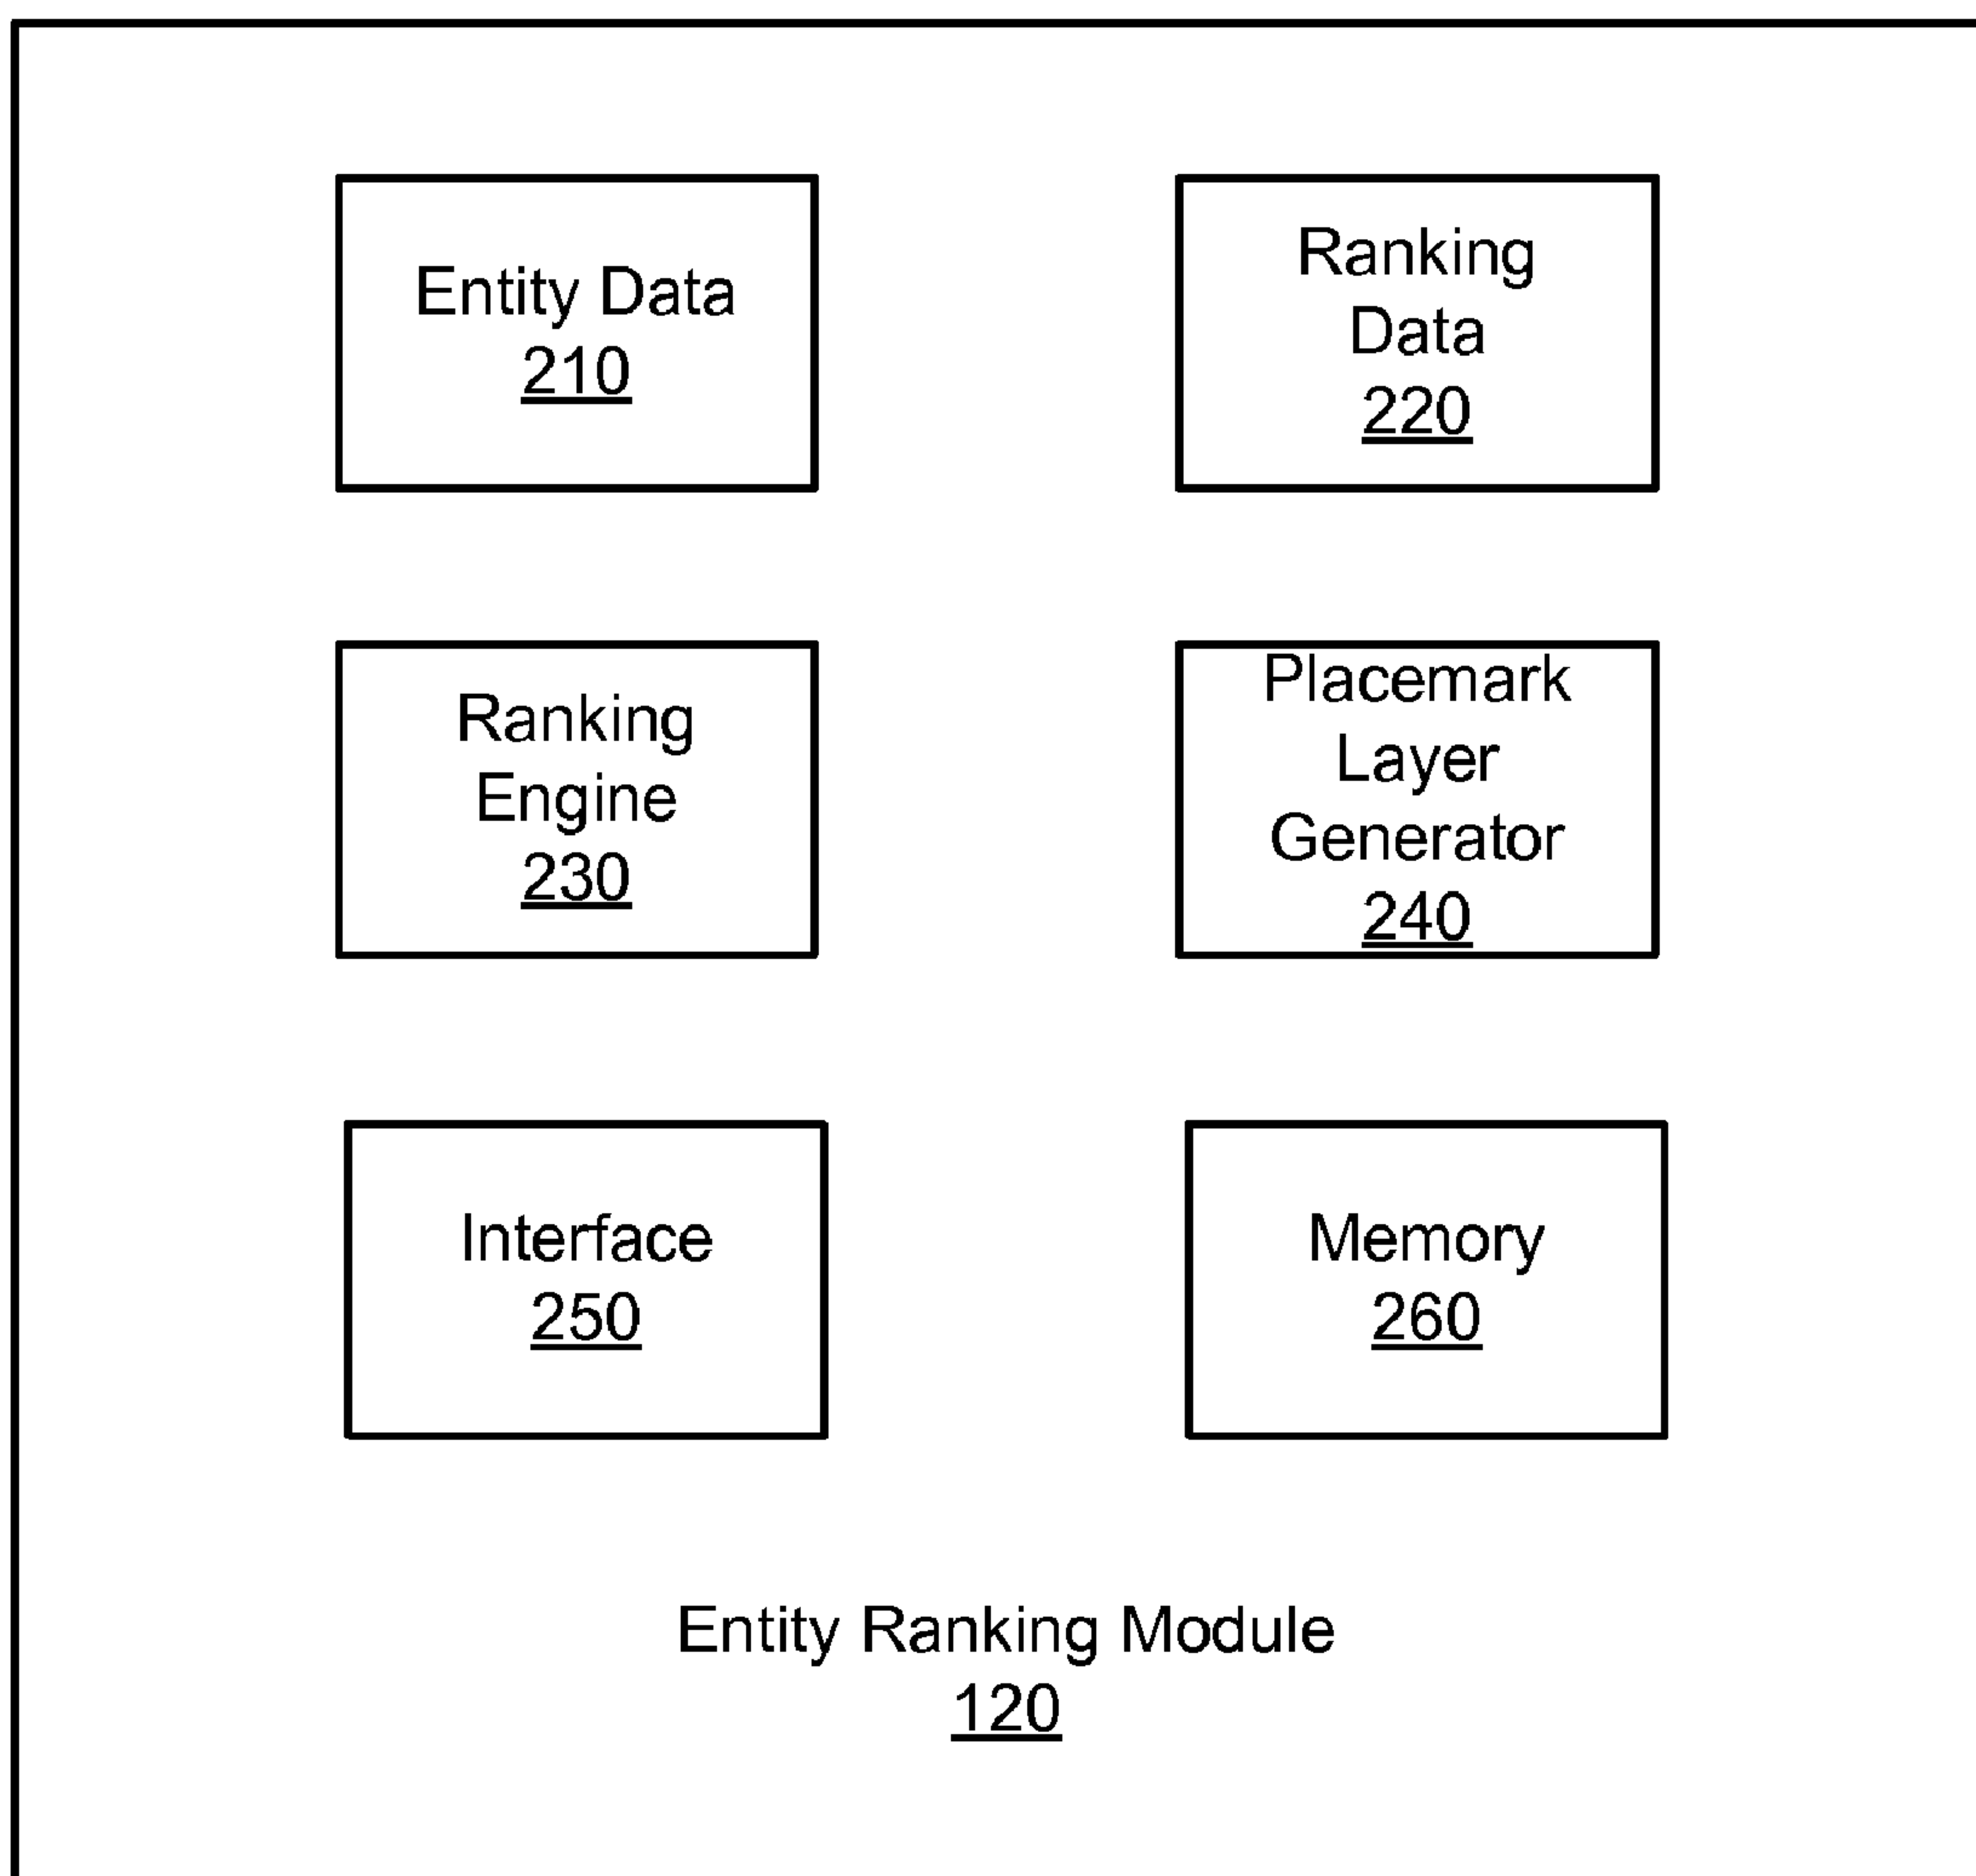 Entity Data
210
Ranking
Data
220
Ranking
Engine
230
Placemark
Layer
Generator
240
Interface
250
Memory
260
Entity Ranking Module
120